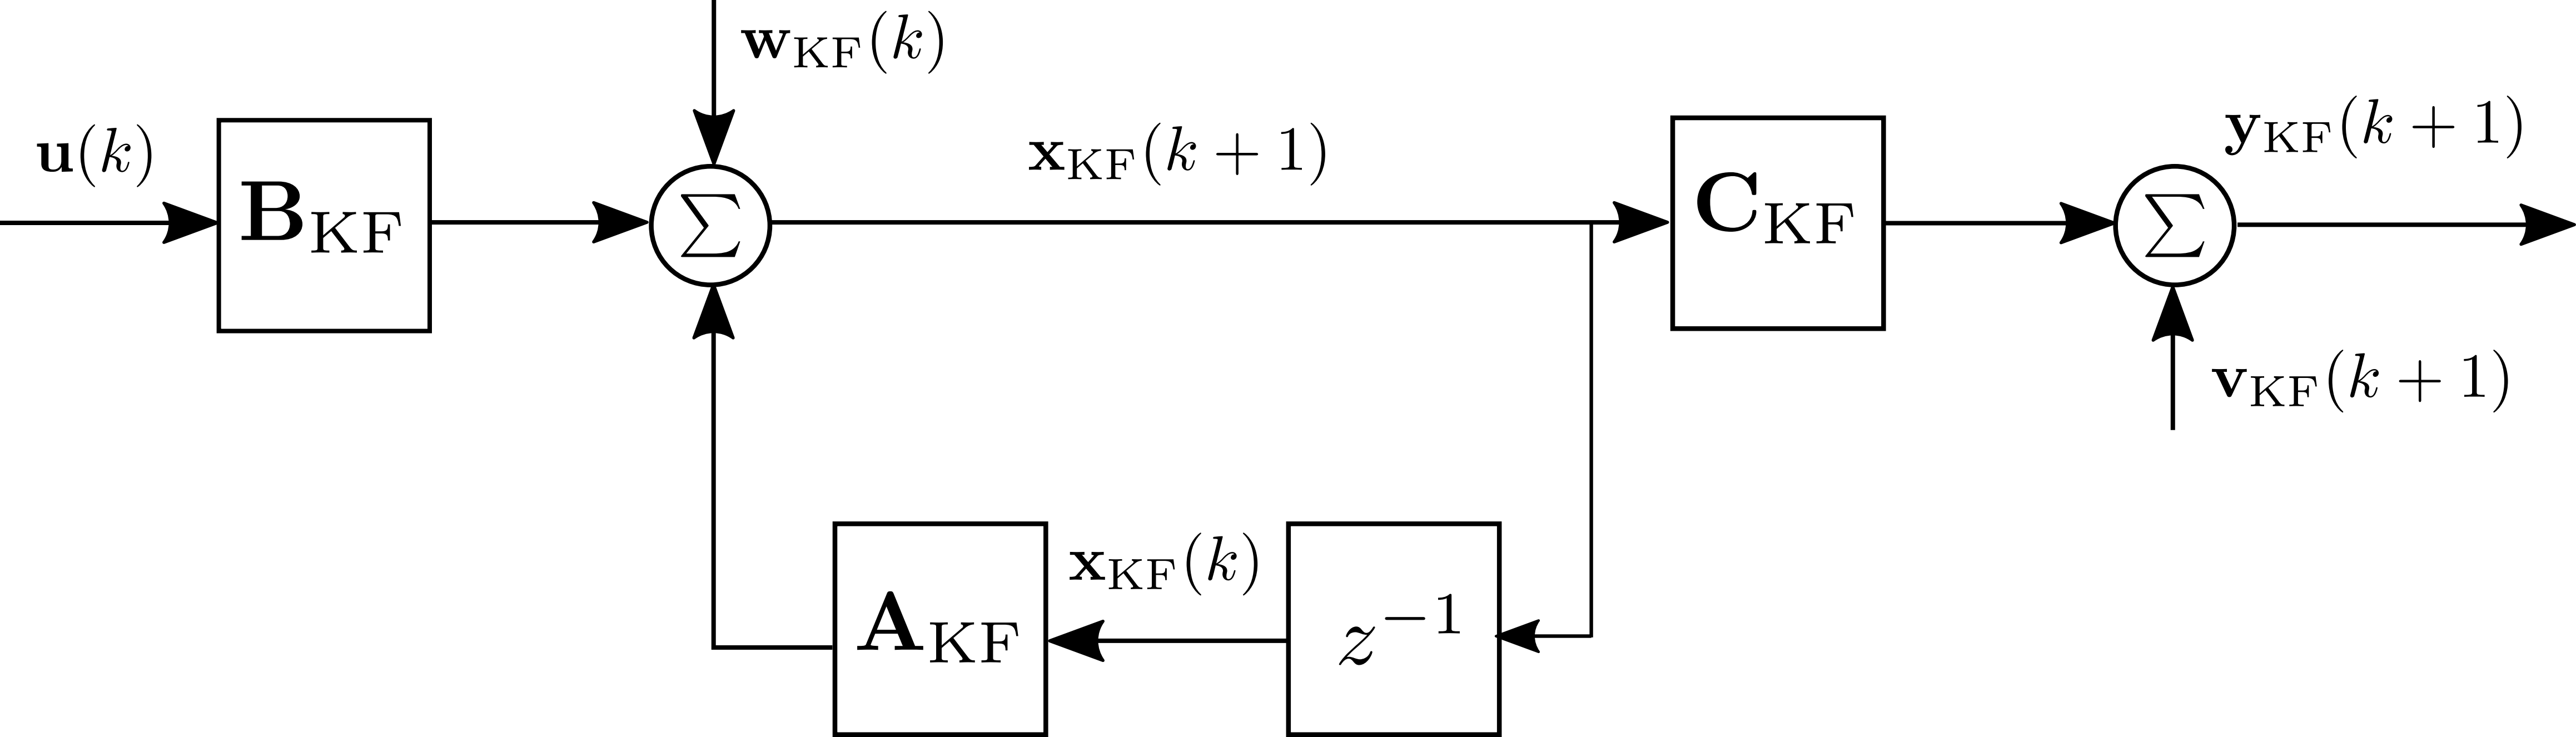 𝐰_KF(k)
𝐮(k)
𝐁_KF
∑
𝐱_KF(k + 1)
𝐂_KF
∑
𝐲_KF(k + 1)
𝐯_KF(k + 1)
𝐀_KF
𝐱_KF(k)
z⁻¹